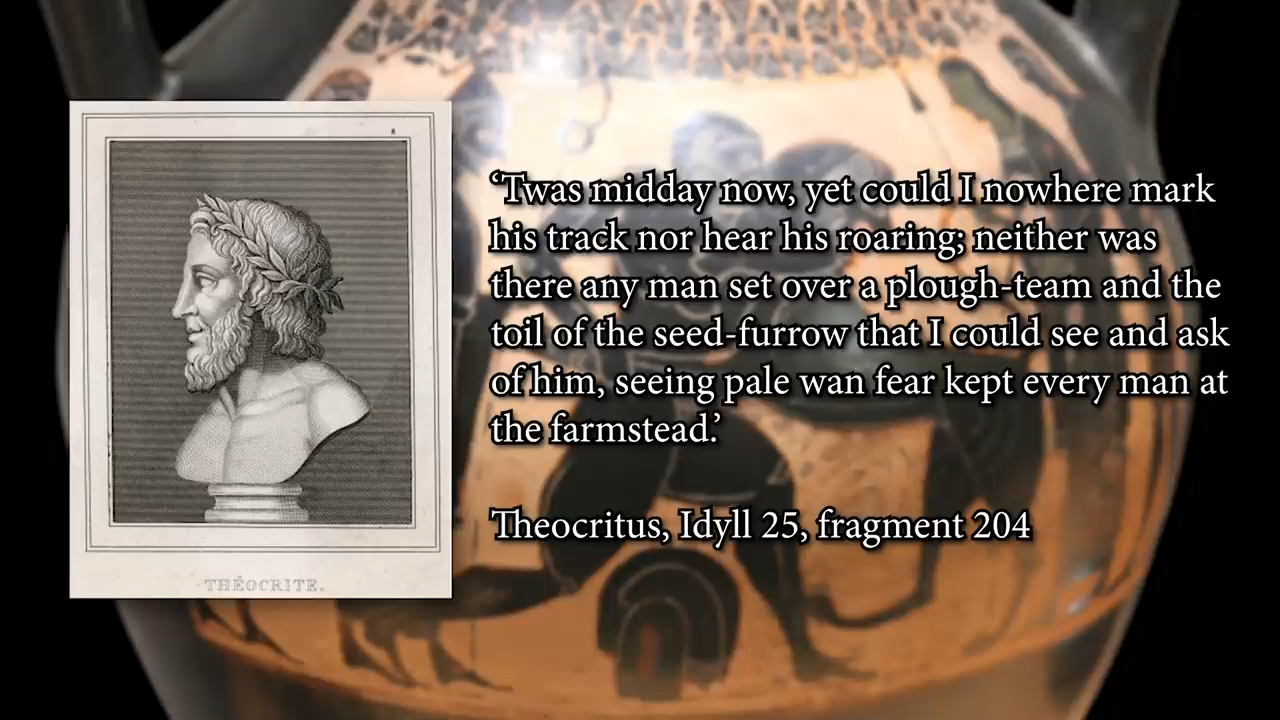 ‘Twas midday now, yet could I nowhere mark
his track nor hear his roaring; neither was
there any man set over a plough-team and the
toil of the seed-furrow that I could see and ask
of him, seeing pale wan fear kept every man at
the farmstead.’
Theocritus, Idyll 25, fragment 204
THÉOCRITE.